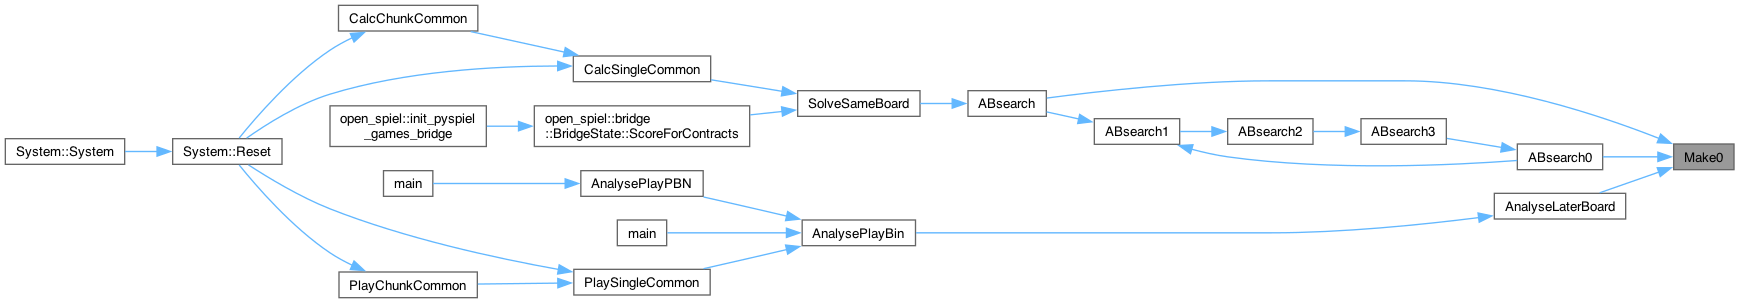 CalcChunkCommon
CalcSingleCommon
open_spiel::init_pyspiel
_games_bridge
open_spiel::bridge
::BridgeState::ScoreForContracts
SolveSameBoard
ABsearch
ABsearch1
ABsearch2
ABsearch3
System::System
System::Reset
ABsearch0
Make0
main
AnalysePlayPBN
AnalyseLaterBoard
main
AnalysePlayBin
PlayChunkCommon
PlaySingleCommon